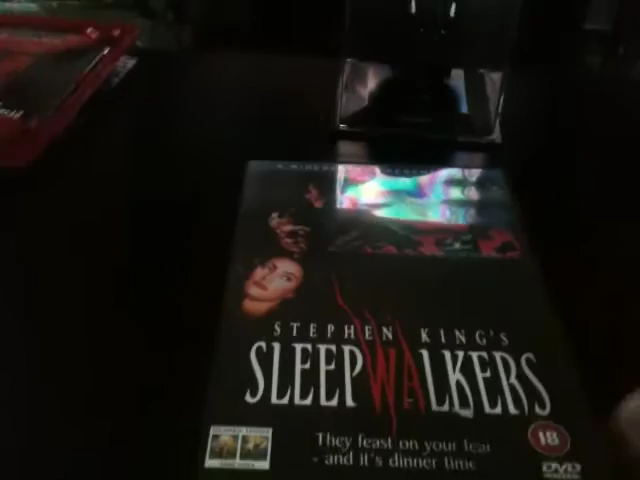 STEPHEN KING'S
SLEEPWALKERS
They feast on your fear
- and it's dinner time
18
DVD